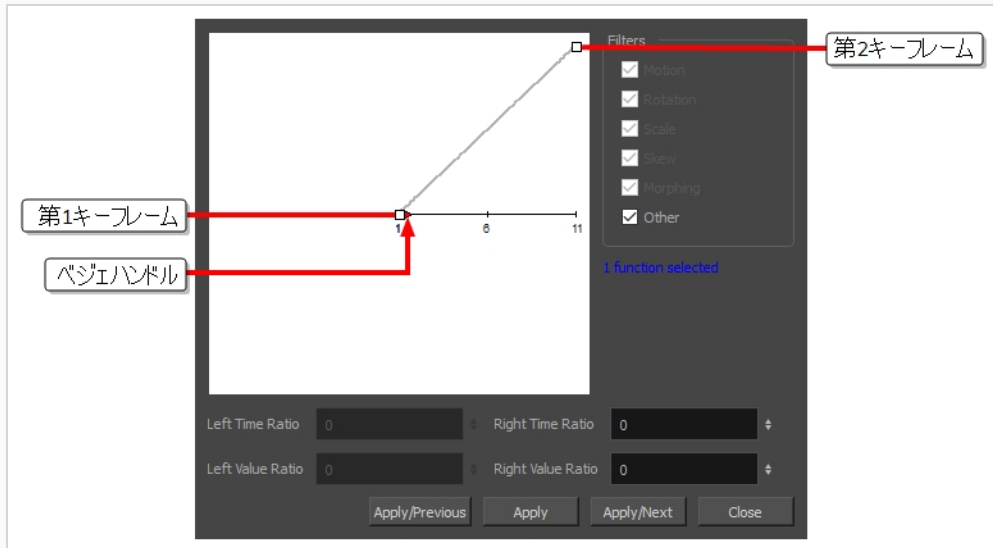 Filters
第2キーフレーム
Motion
Rotation
Scale
Skew
Morphing
Other
第1キーフレーム
1 6 11
ベジェハンドル
1 function selected
Left Time Ratio 0 Right Time Ratio 0
Left Value Ratio 0 Right Value Ratio 0
Apply/Previous Apply Apply/Next Close